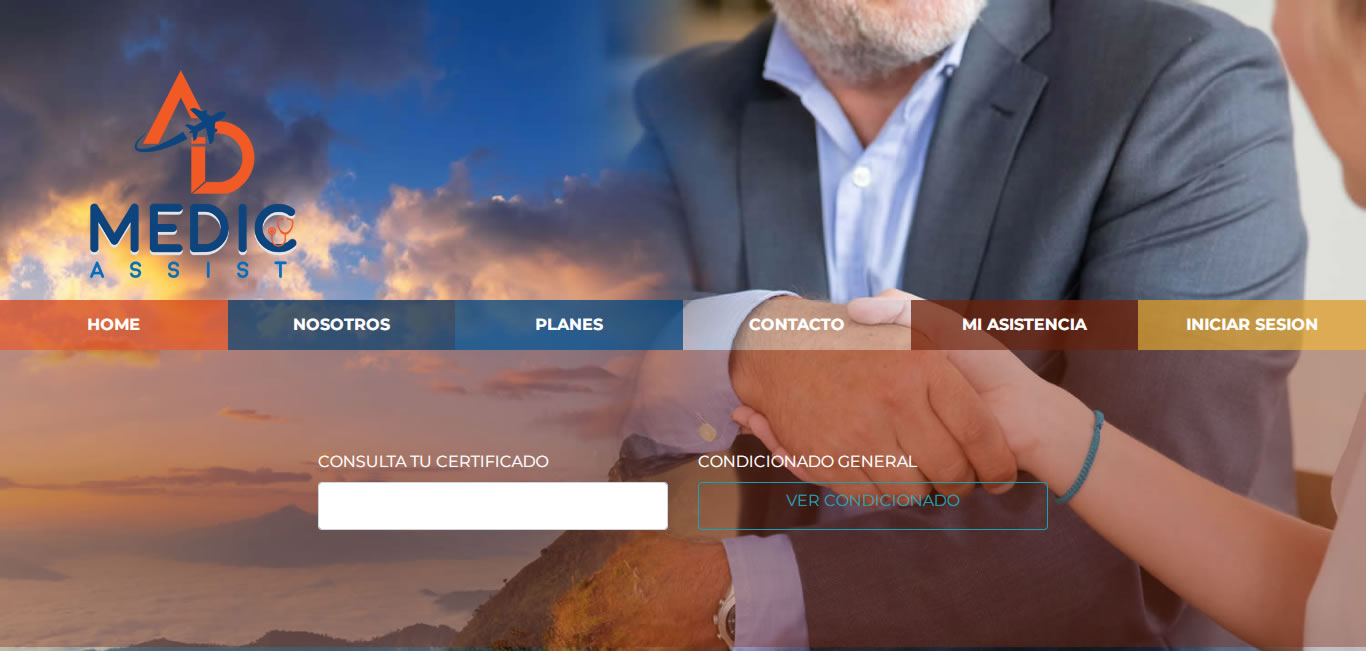 AD
MEDIC
ASSIST
HOME
NOSOTROS
PLANES
CONTACTO
MI ASISTENCIA
INICIAR SESION
CONSULTA TU CERTIFICADO
CONDICIONADO GENERAL
VER CONDICIONADO